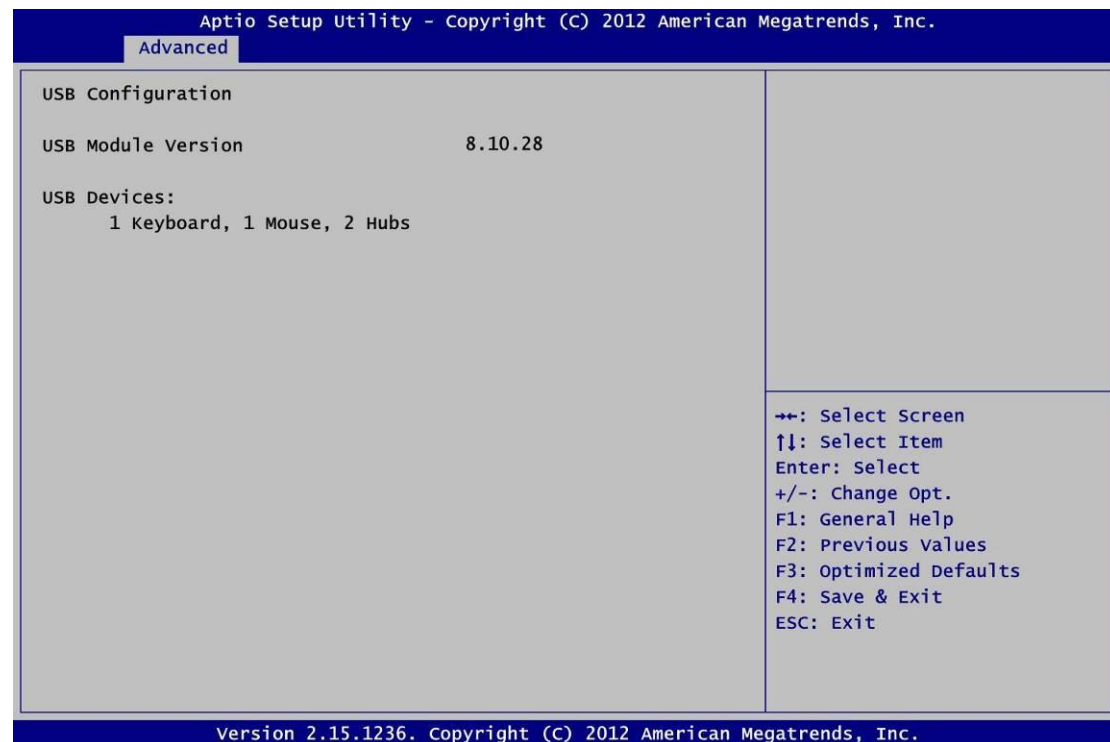 Aptio Setup Utility - Copyright (C) 2012 American Megatrends, Inc.
Advanced
USB Configuration
USB Module Version 8.10.28
USB Devices:
1 Keyboard, 1 Mouse, 2 Hubs
→←: Select Screen
↑↓: Select Item
Enter: Select
+/-: Change Opt.
F1: General Help
F2: Previous Values
F3: Optimized Defaults
F4: Save & Exit
ESC: Exit
Version 2.15.1236. Copyright (C) 2012 American Megatrends, Inc.